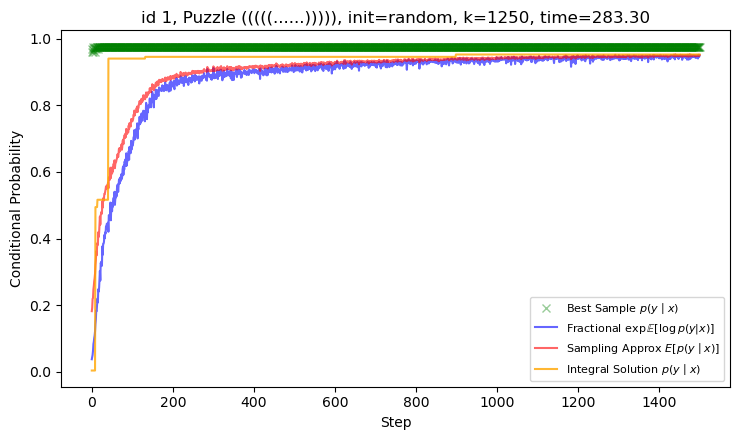 id 1, Puzzle (((((......))))), init=random, k=1250, time=283.30
Conditional Probability
1.0
0.8
0.6
0.4
0.2
0.0
Best Sample p(y | x)
Fractional exp𝔼[log p(y|x)]
Sampling Approx E[p(y | x)]
Integral Solution p(y | x)
0 200 400 600 800 1000 1200 1400
Step